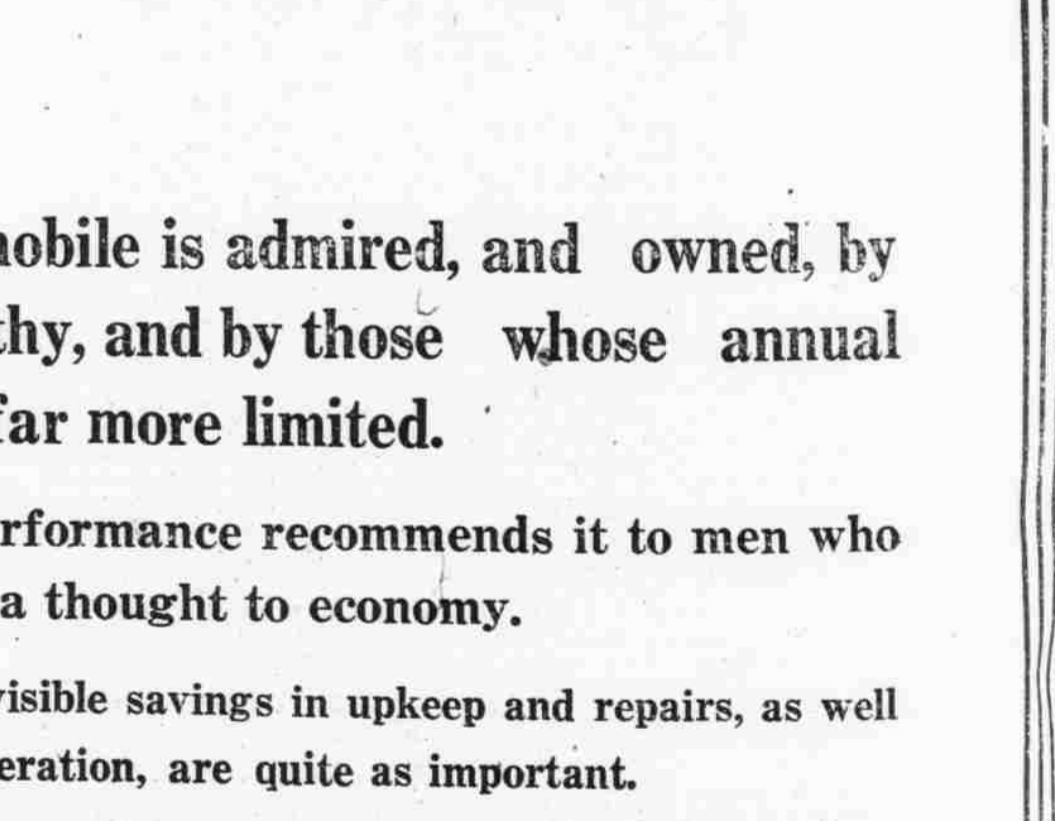 nobile is admired, and owned, by
thy, and by those whose annual
far more limited.
rformance recommends it to men who
a thought to economy.
visible savings in upkeep and repairs, as well
eration, are quite as important.